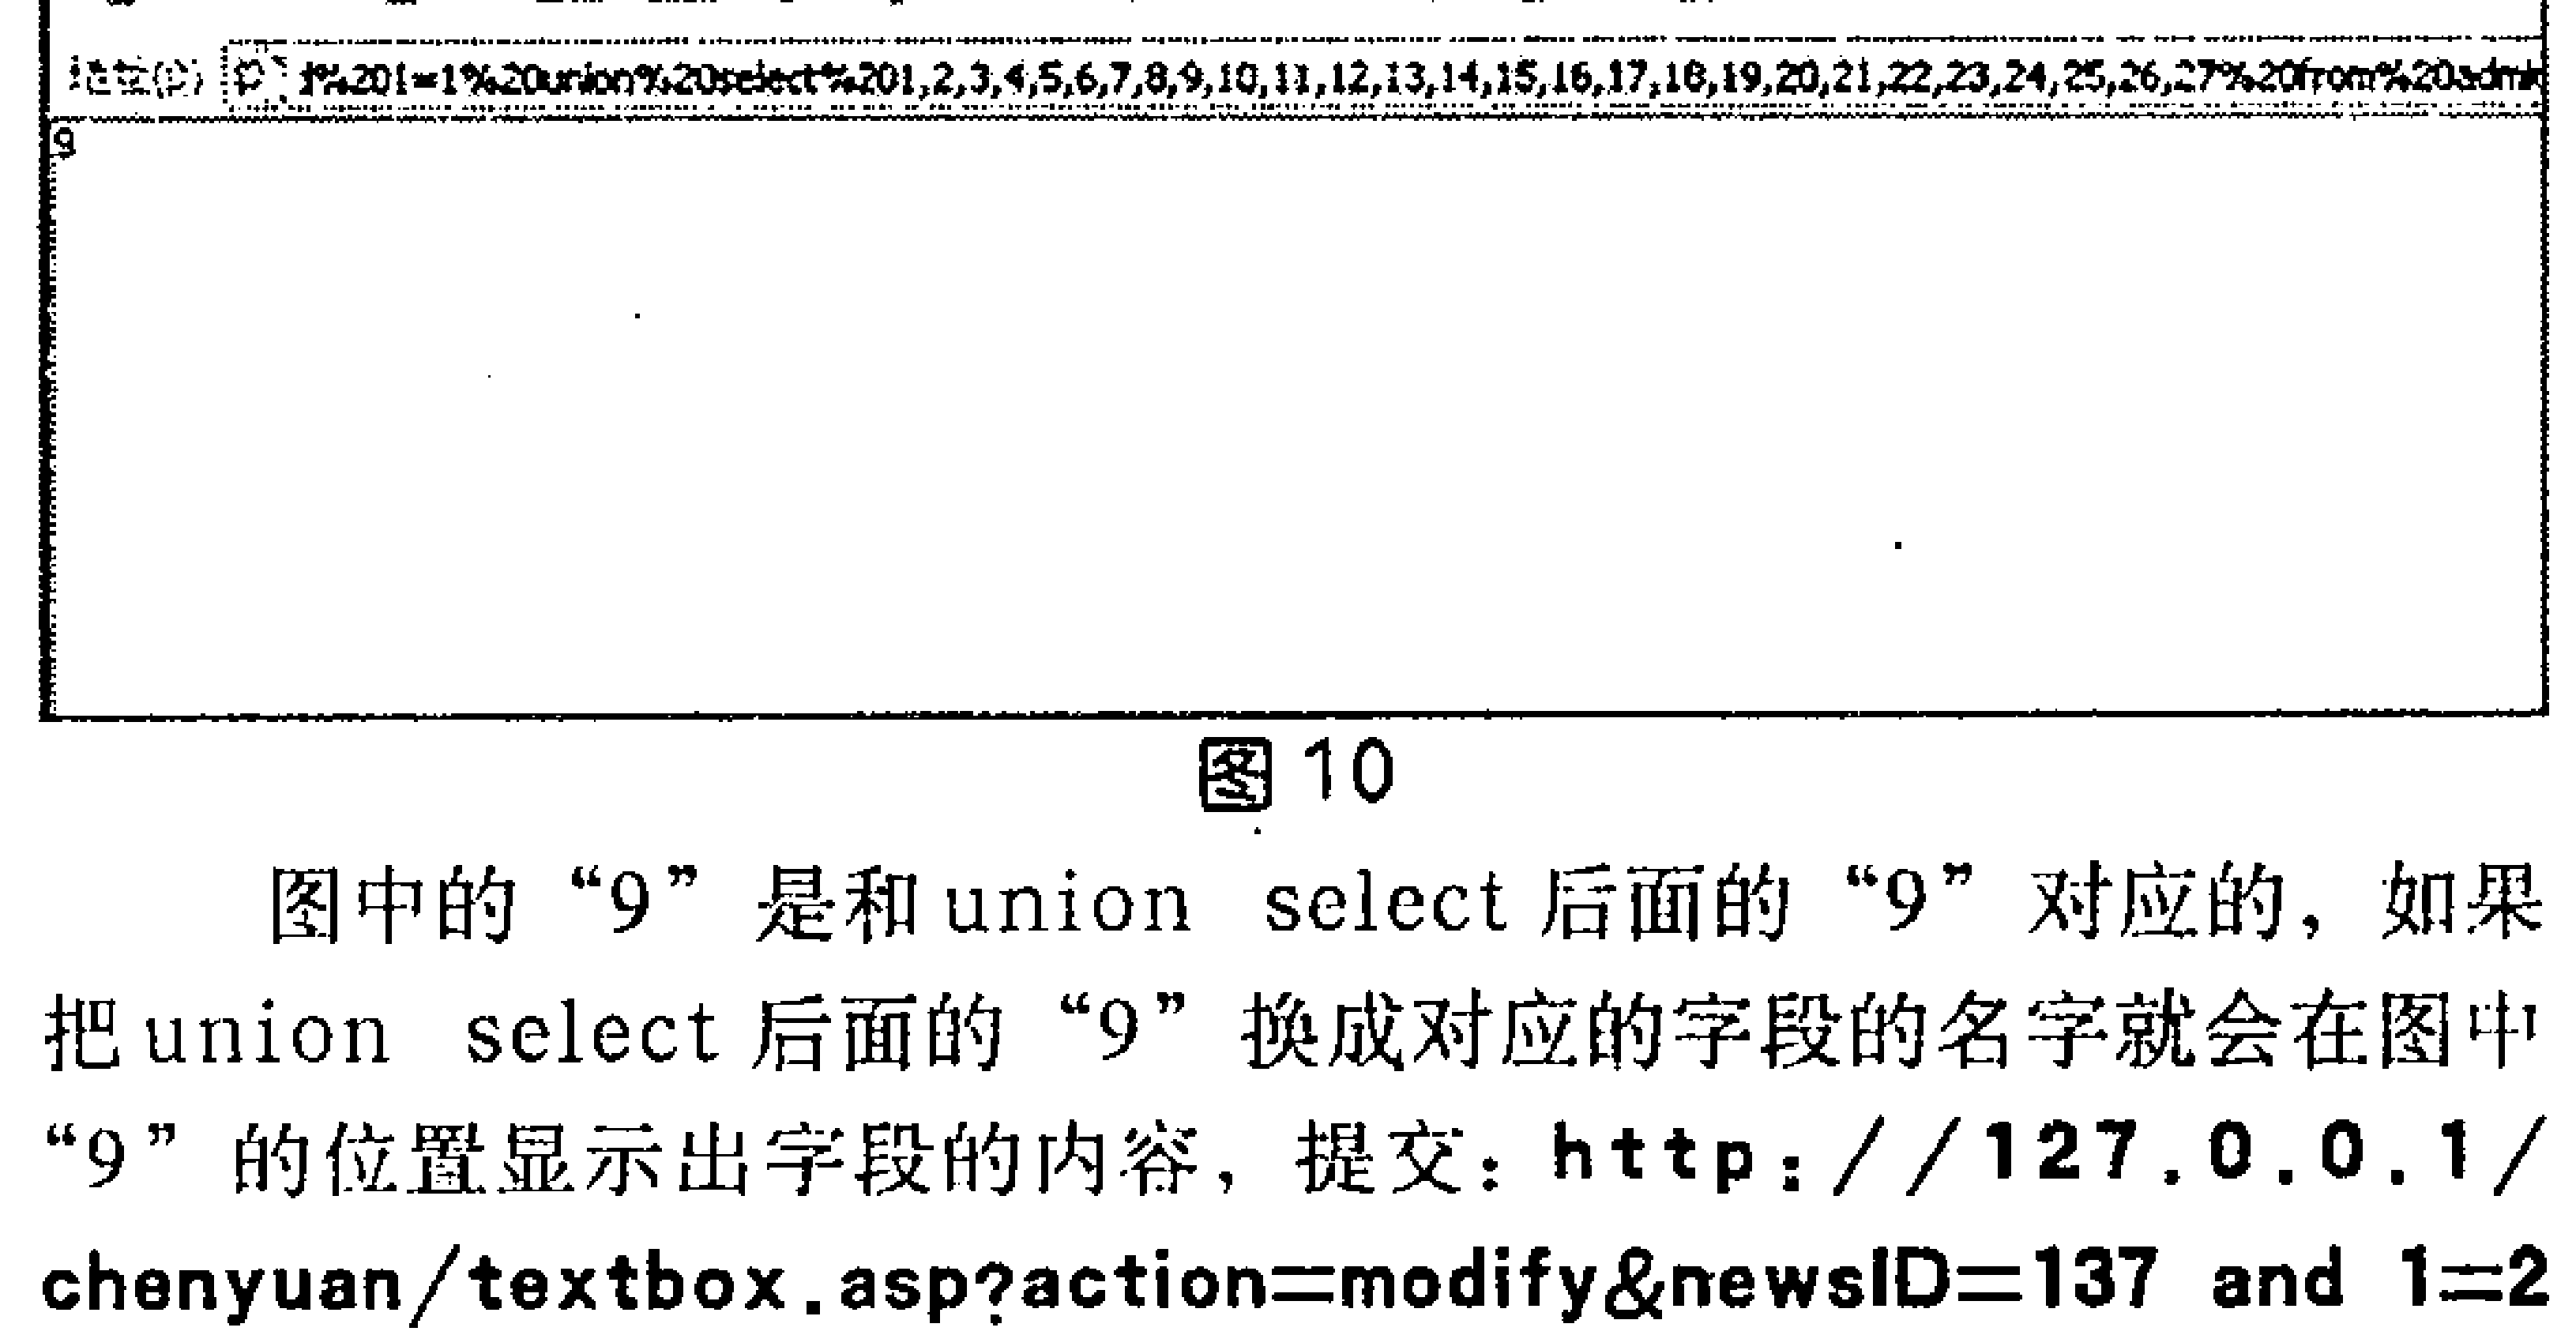 1=1%20union%20select%201,2,3,4,5,6,7,8,9,10,11,12,13,14,15,16,17,18,19,20,21,22,23,24,25,26,27%20from%20admi
9
图10
图中的“9”是和union select后面的“9”对应的，如果
把union select后面的“9”换成对应的字段的名字就会在图中
“9”的位置显示出字段的内容，提交：http://127.0.0.1/
chenyuan/textbox.asp?action=modify&newsID=137 and 1=2